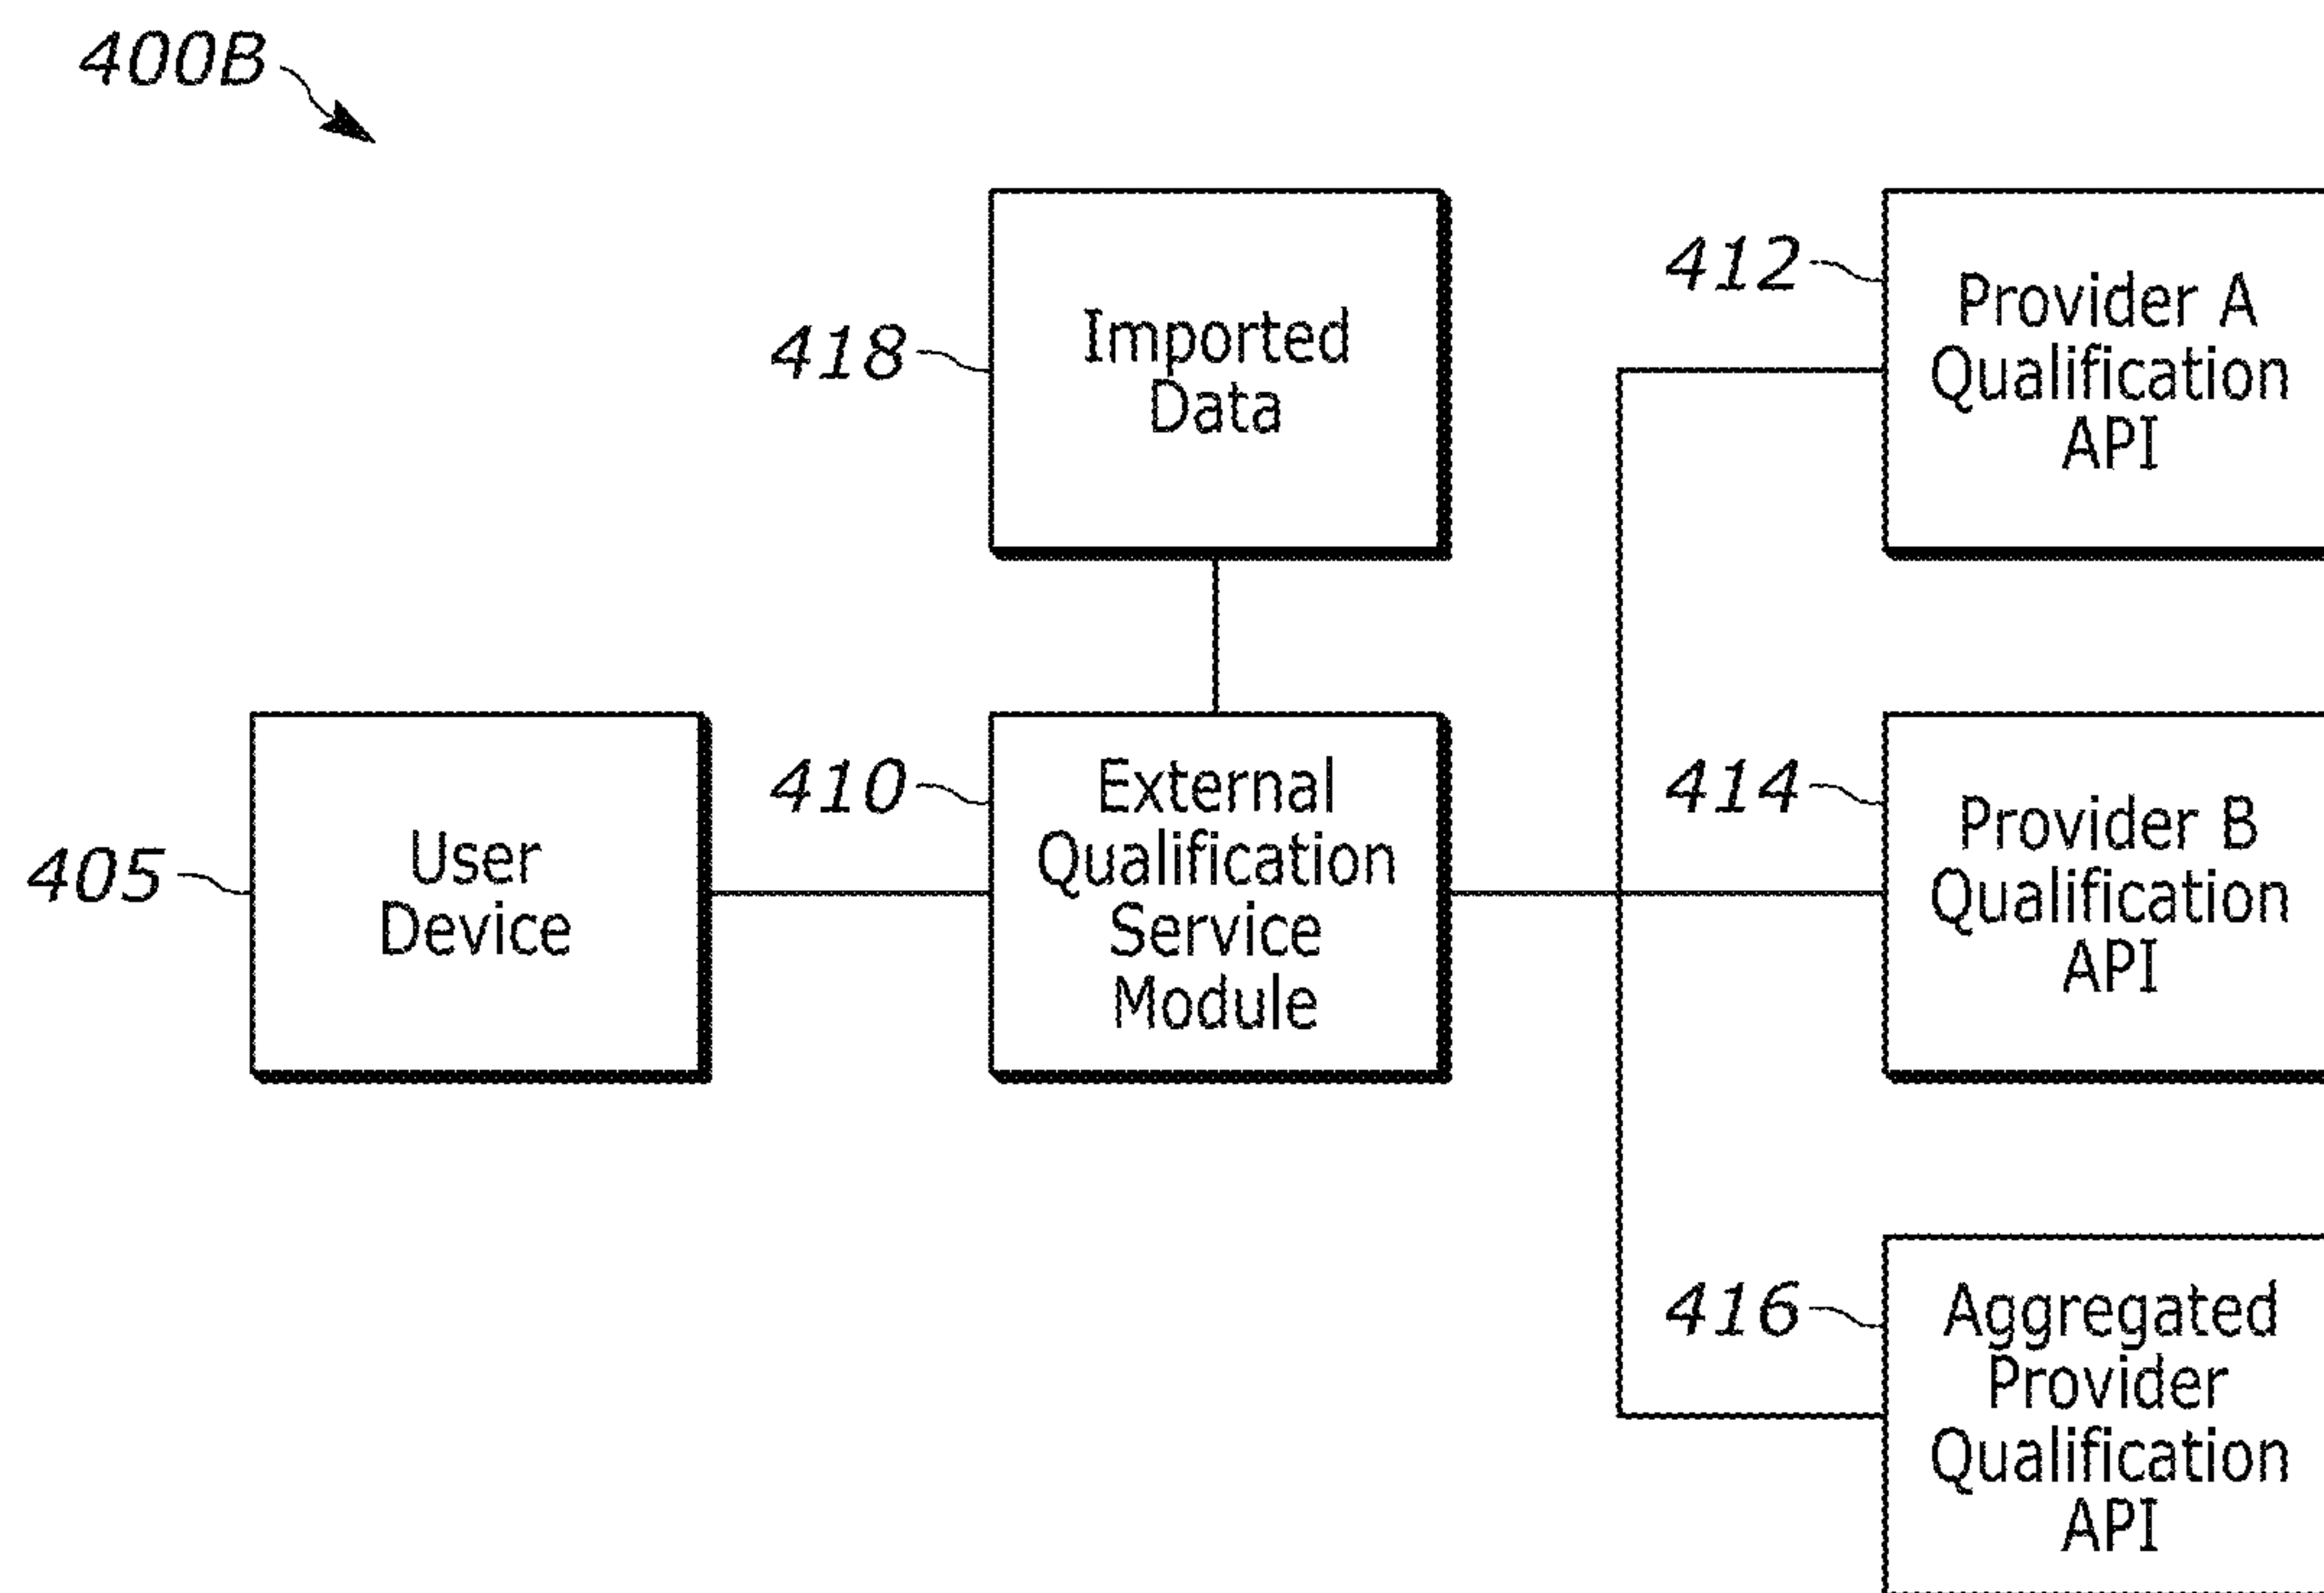 400B
418
Imported
Data
412
Provider A
Qualification
API
405
User
Device
410
External
Qualification
Service
Module
414
Provider B
Qualification
API
416
Aggregated
Provider
Qualification
API